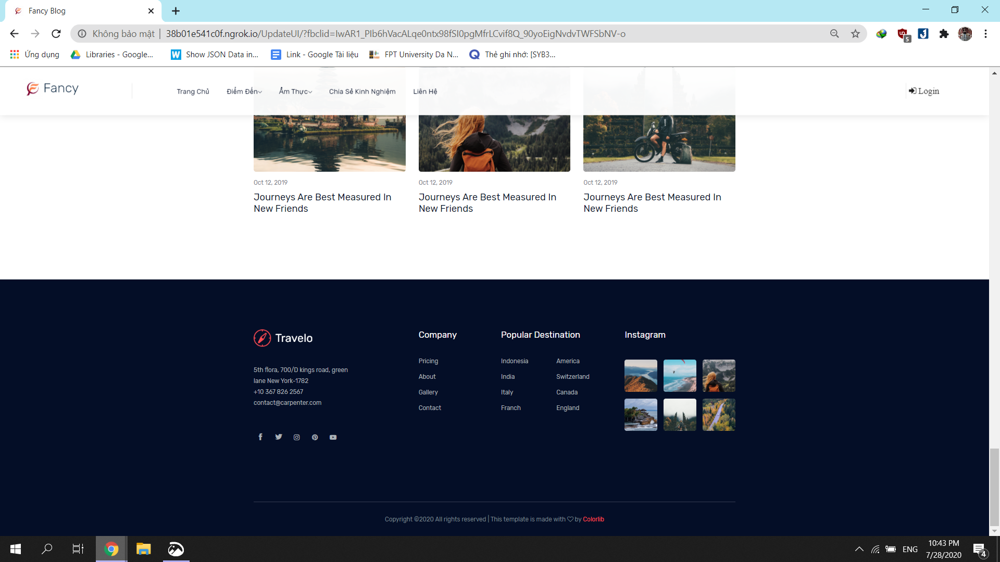 Fancy Blog
Không bảo mật | 38b01e541c0f.ngrok.io/UpdateUI/?fbclid=IwAR1_PIb6hVacALqe0ntx98fSI0pgMfrLCvif8Q_90yoEigNvdvTWFSbNV-o
5
Ứng dụng Libraries - Google... Show JSON Data in... Link - Google Tài liệu FPT University Da N... Thẻ ghi nhớ: [SYB3...
Fancy Trang Chủ Điểm Đến Ẩm Thực Chia Sẻ Kinh Nghiệm Liên Hệ Login
Oct 12, 2019
Journeys Are Best Measured In
New Friends
Oct 12, 2019
Journeys Are Best Measured In
New Friends
Oct 12, 2019
Journeys Are Best Measured In
New Friends
Travelo
5th flora, 700/D kings road, green
lane New York-1782
+10 367 826 2567
contact@carpenter.com
Company
Pricing
About
Gallery
Contact
Popular Destination
Indonesia
India
Italy
Franch
America
Switzerland
Canada
England
Instagram
Copyright ©2020 All rights reserved | This template is made with ♡ by Colorlib
ENG
10:43 PM
7/28/2020
4